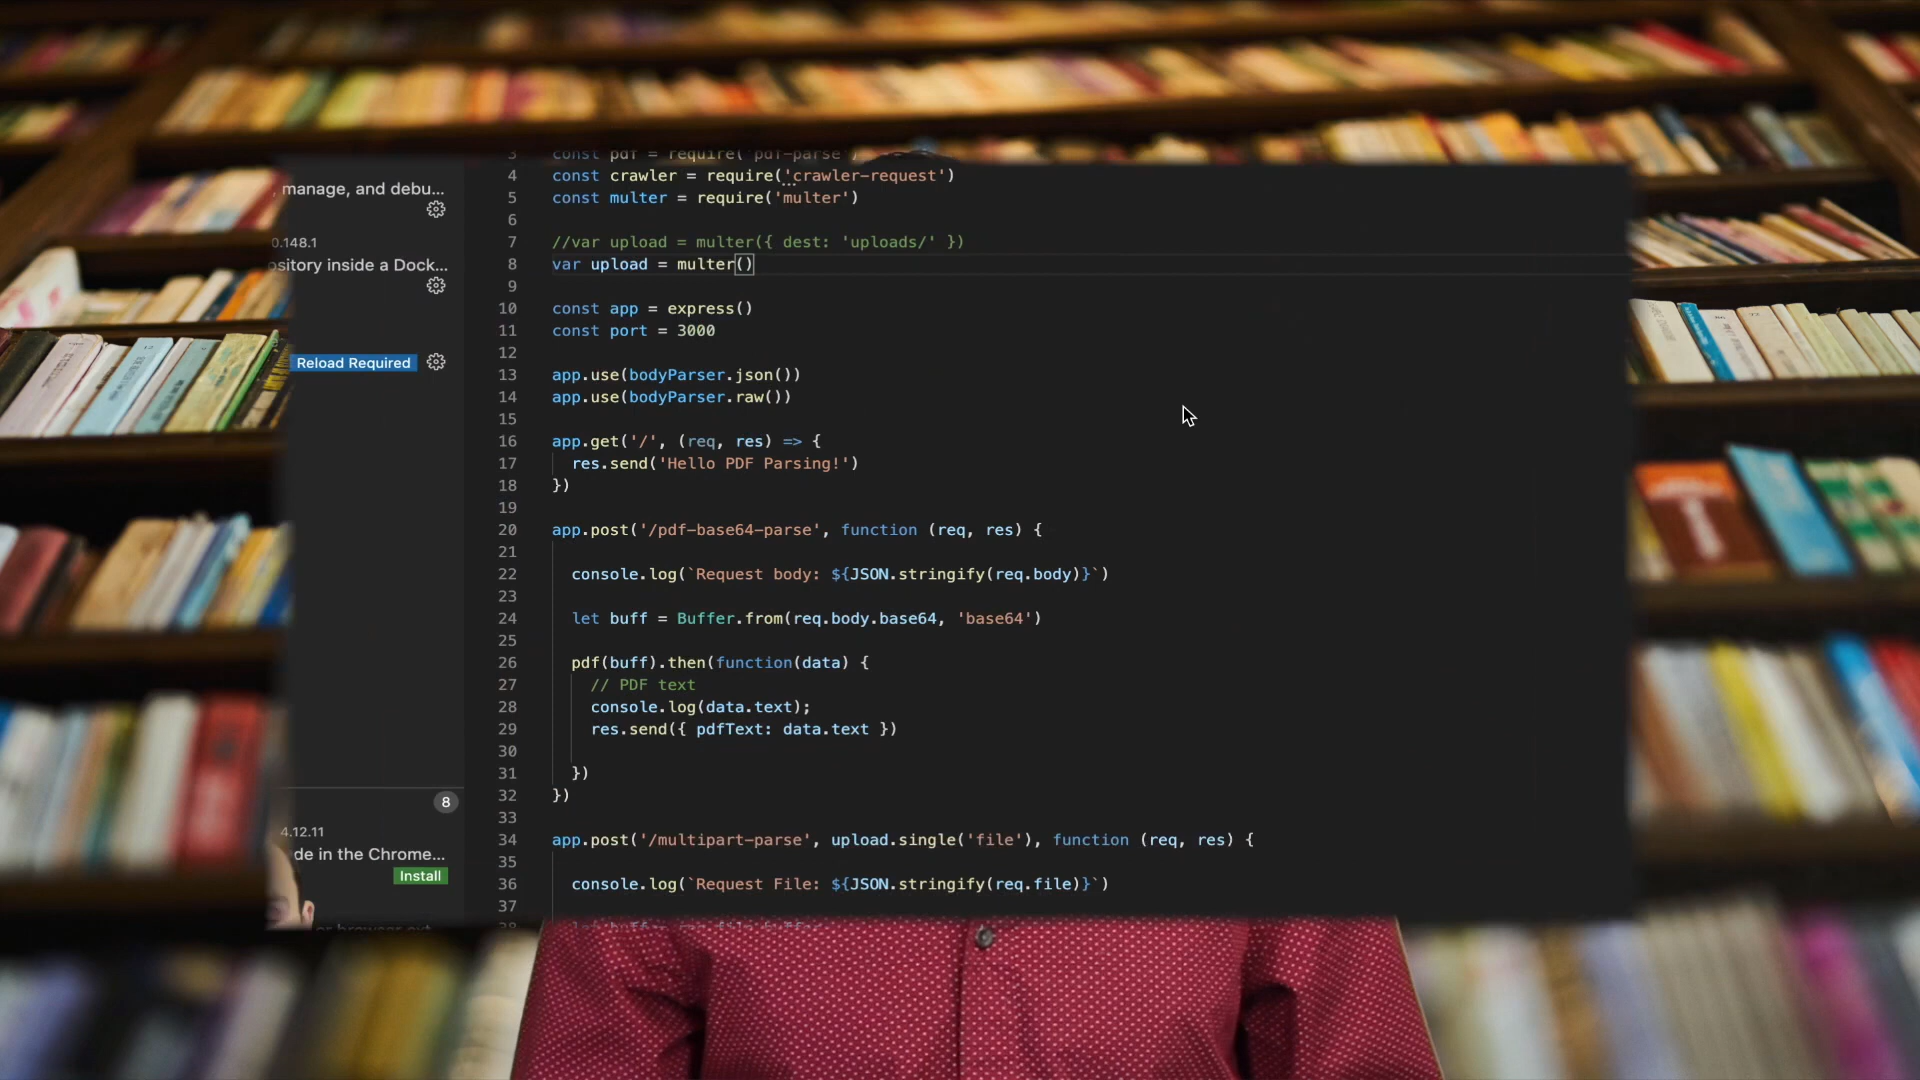 , manage, and debu...
0.148.1
ository inside a Dock...
Reload Required
8
4.12.11
de in the Chrome...
Install
3 const pdf = require('pdf-parse')
4 const crawler = require('crawler-request')
5 const multer = require('multer')
6
7 //var upload = multer({ dest: 'uploads/' })
8 var upload = multer()
9
10 const app = express()
11 const port = 3000
12
13 app.use(bodyParser.json())
14 app.use(bodyParser.raw())
15
16 app.get('/', (req, res) => {
17 res.send('Hello PDF Parsing!')
18 })
19
20 app.post('/pdf-base64-parse', function (req, res) {
21
22 console.log(`Request body: ${JSON.stringify(req.body)}`)
23
24 let buff = Buffer.from(req.body.base64, 'base64')
25
26 pdf(buff).then(function(data) {
27 // PDF text
28 console.log(data.text);
29 res.send({ pdfText: data.text })
30
31 })
32 })
33
34 app.post('/multipart-parse', upload.single('file'), function (req, res) {
35
36 console.log(`Request File: ${JSON.stringify(req.file)}`)
37